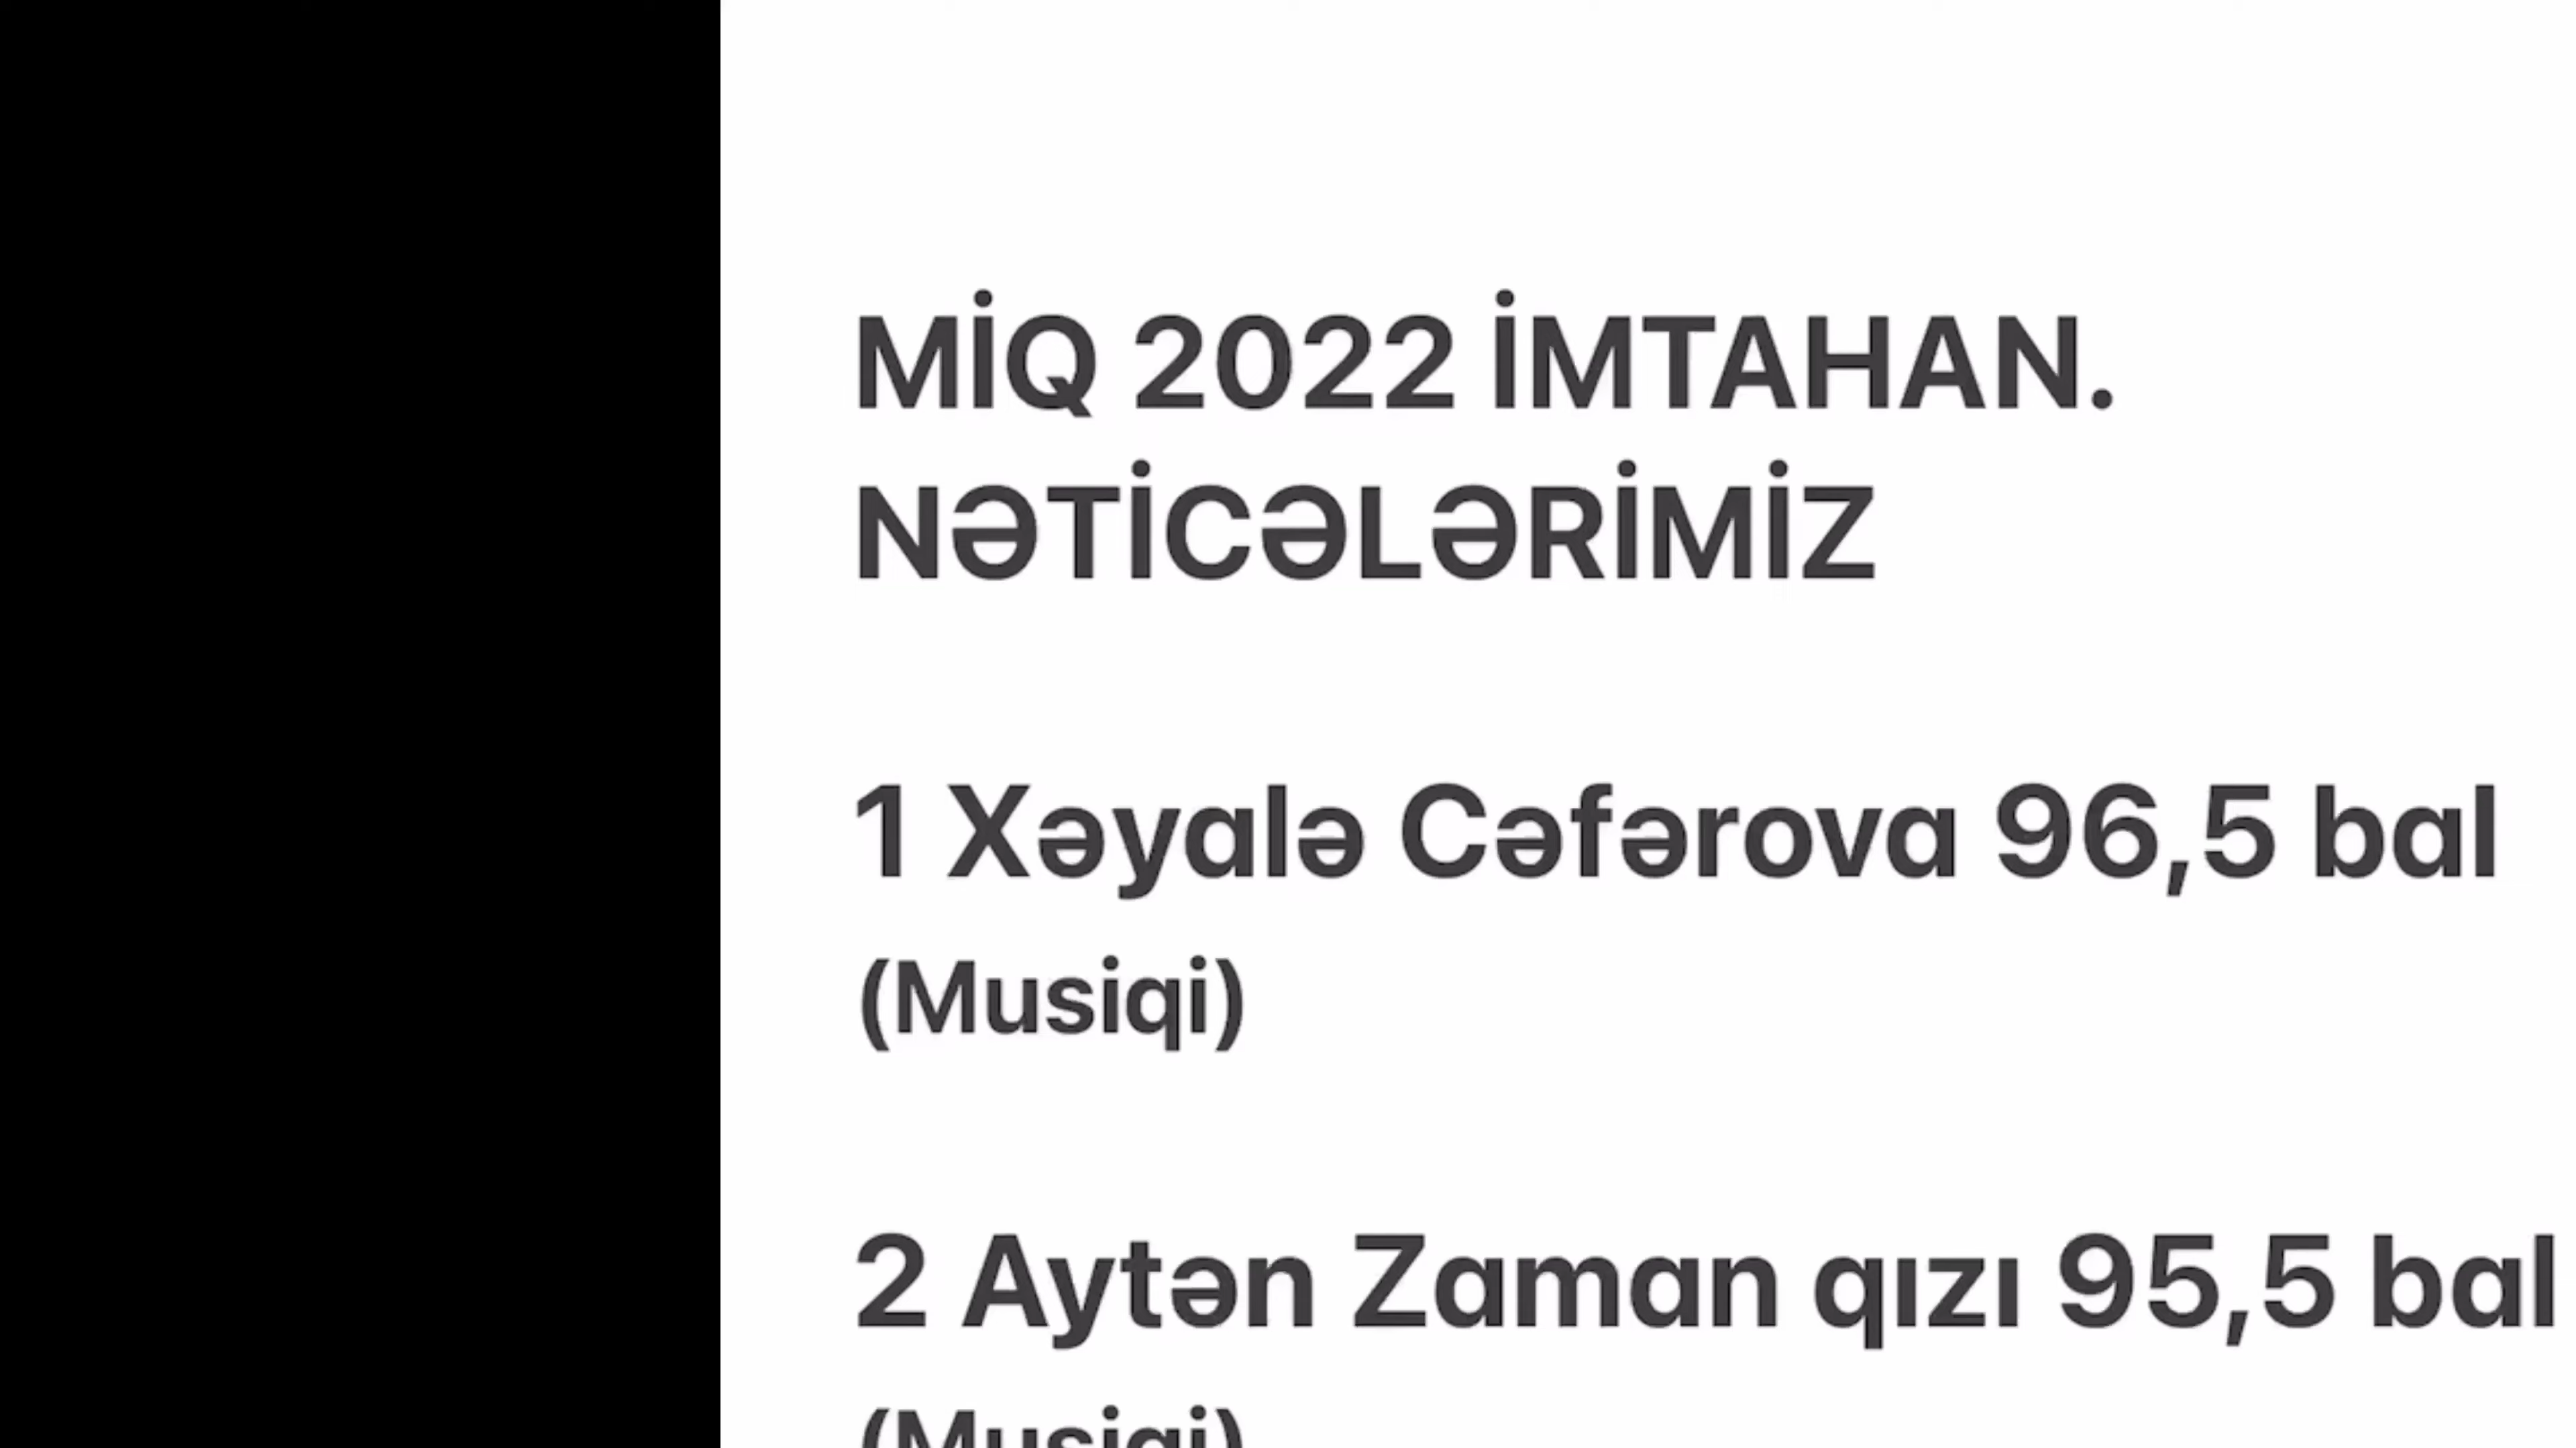 MİQ 2022 İMTAHAN.
NƏTİCƏLƏRİMİZ
1 Xəyalə Cəfərova 96,5 bal
(Musiqi)
2 Aytən Zaman qızı 95,5 bal
(Musiqi)